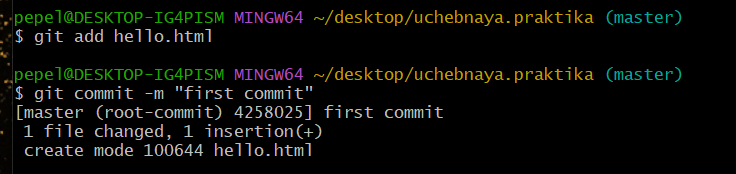 pepel@DESKTOP-IG4PISM MINGW64 ~/desktop/uchebnaya.praktika (master)
$ git add hello.html
pepel@DESKTOP-IG4PISM MINGW64 ~/desktop/uchebnaya.praktika (master)
$ git commit -m "first commit"
[master (root-commit) 4258025] first commit
 1 file changed, 1 insertion(+)
 create mode 100644 hello.html